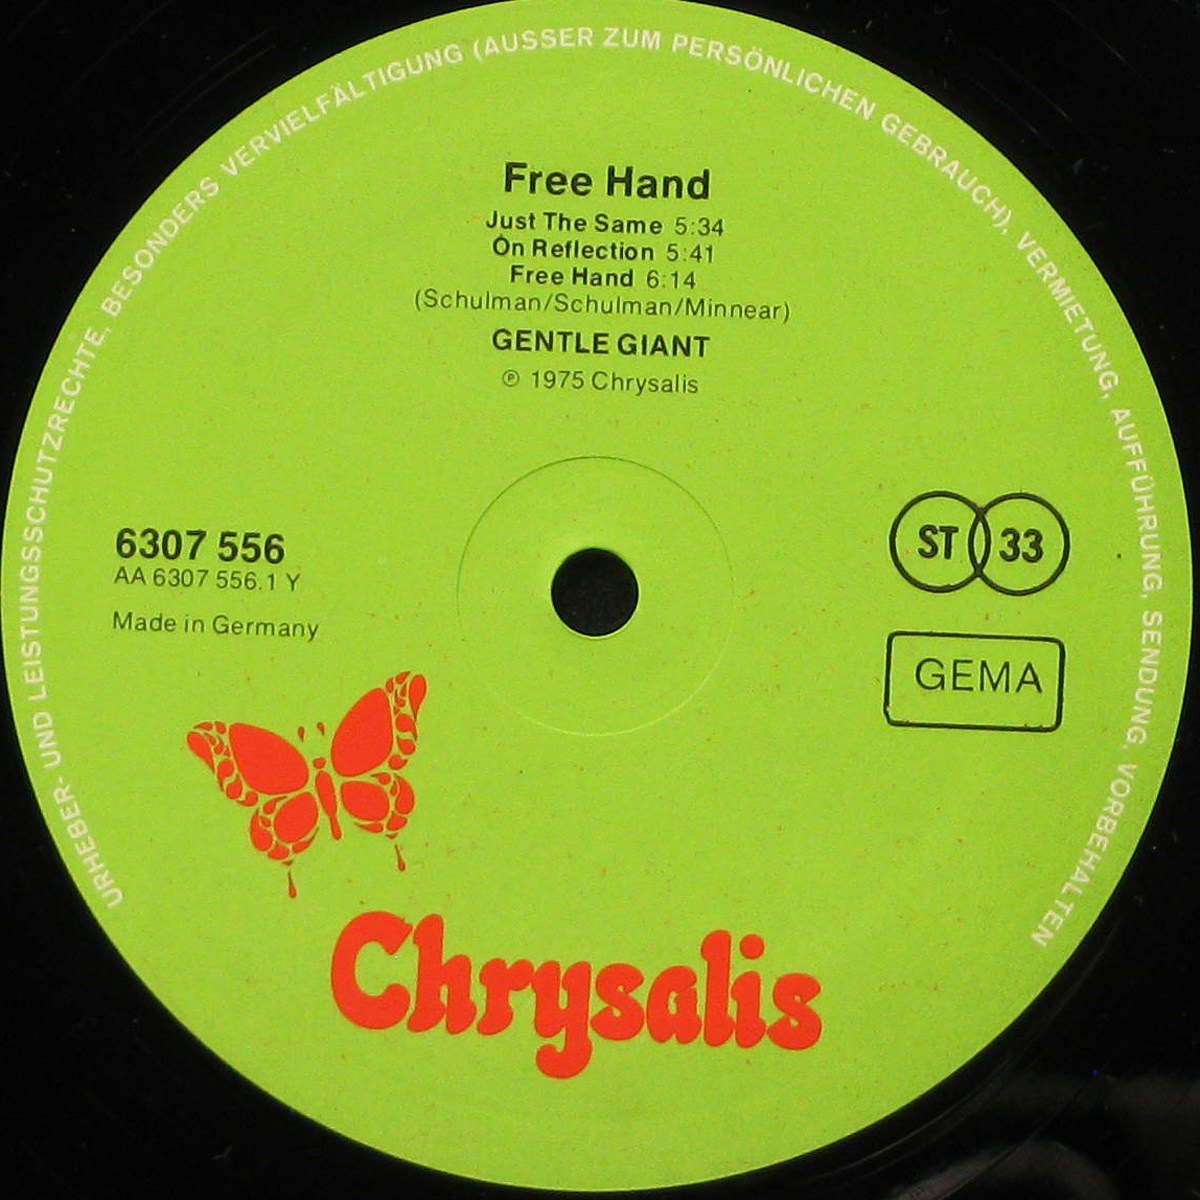 URHEBER- UND LEISTUNGSSCHUTZRECHTE, BESONDERS VERVIELFÄLTIGUNG (AUSSER ZUM PERSÖNLICHEN GEBRAUCH), VERMIETUNG, AUFFÜHRUNG, SENDUNG, VORBEHALTEN
Free Hand
Just The Same 5:34
On Reflection 5:41
Free Hand 6:14
(Schulman/Schulman/Minnear)
GENTLE GIANT
℗ 1975 Chrysalis
6307 556
AA 6307 556.1 Y
Made in Germany
ST 33
GEMA
Chrysalis